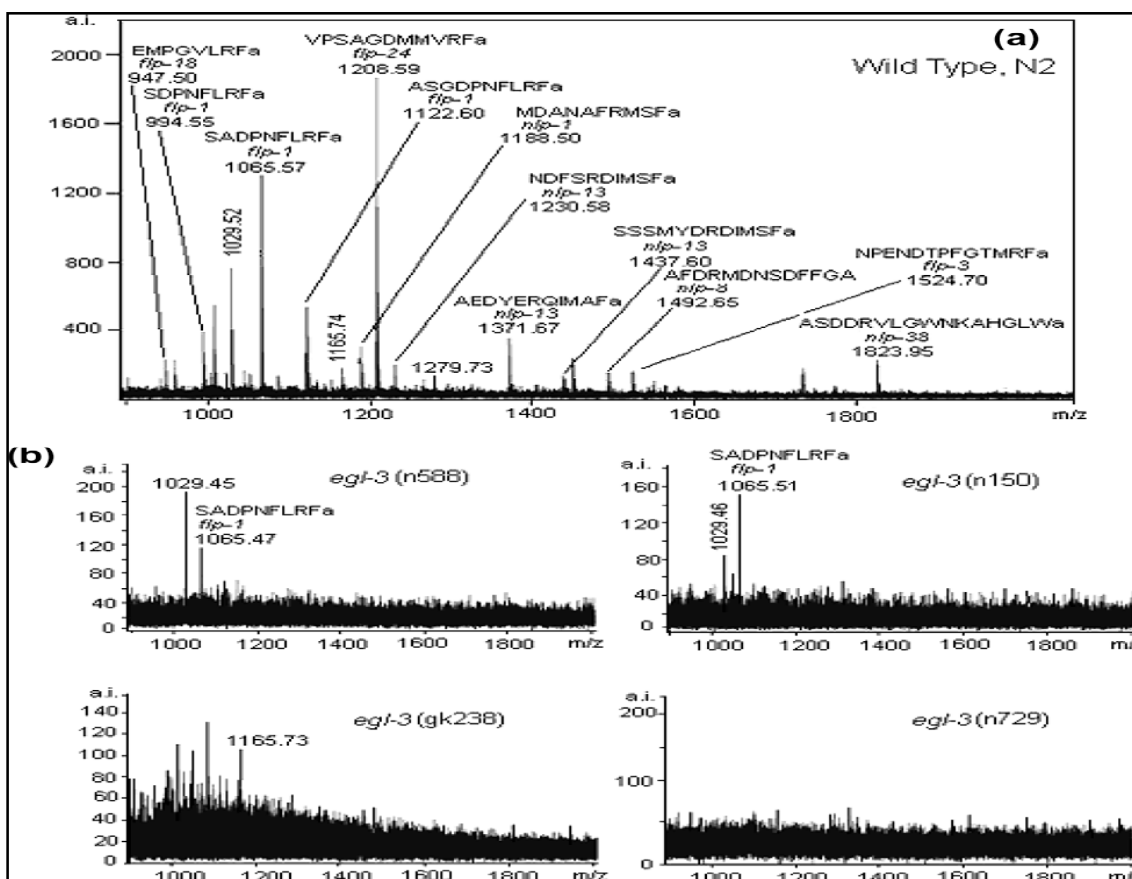 a.i.
(a)
Wild Type, N2
2000
1600
1200
800
400
EMPGVLRFa
flp-18
947.50
SDPNFLRFa
flp-1
994.55
SADPNFLRFa
flp-1
1065.57
1029.52
VPSAGDMMVRFa
flp-24
1208.59
ASGDPNFLRFa
flp-1
1122.60
MDANAFRMSFa
nlp-1
1188.50
NDFSRDIMSFa
nlp-13
1230.58
1165.74
1279.73
AEDYERQIMAFa
nlp-13
1371.67
SSSMYDRDIMSFa
nlp-13
1437.60
AFDRMDNSDFFGA
nlp-8
1492.65
NPENDTPFGTMRFa
flp-3
1524.70
ASDDRVLGWNKAHGLWa
nlp-38
1823.95
1000 1200 1400 1600 1800 m/z
(b)
a.i.
egl-3 (n588)
200
160
120
80
40
0
1029.45
SADPNFLRFa
flp-1
1065.47
1000 1200 1400 1600 1800 m/z
a.i.
egl-3 (n150)
160
120
80
40
0
SADPNFLRFa
flp-1
1065.51
1029.46
1000 1200 1400 1600 1800 m/z
a.i.
egl-3 (gk238)
140
120
100
80
60
40
20
0
1165.73
1000 1200 1400 1600 1800 m/z
a.i.
egl-3 (n729)
200
100
0
1000 1200 1400 1600 1800 m/z